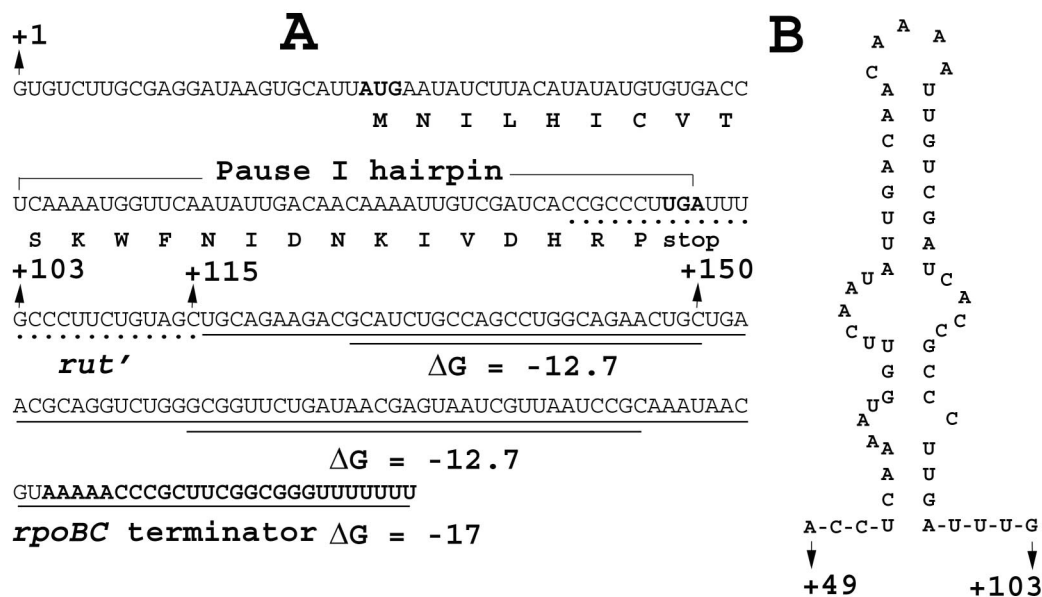 A
+1
GUGUCUUGCGAGGAUAAGUGCAUUAUGAAUAUCUUACAUAUAUGUGUGACC
M N I L H I C V T
Pause I hairpin
UCAAAAUGGUUCAAUAUUGACAACAAAAUUGUCGAUCACCGCCCUUGAUUU
S K W F N I D N K I V D H R P stop
+103 +115 +150
GCCCUUCUGUAGCUGCAGAAGACGCAUCUGCCAGCCUGGCAGAACUGCUGA
rut' ΔG = -12.7
ACGCAGGUCUGGGCGGUUCUGAUAACGAGUAAUCGUUAAUCCGCAAAUAAC
ΔG = -12.7
GUAAAAACCCGCUUCGGCGGGUUUUUUU
rpoBC terminator ΔG = -17
B
A
A A
C A
A U
A U
C G
A U
G C
U G
U A
A U
U C
A A
A C
C C
U U G
G C
G C
U C
A
A A U
A U
C G
A-C-C-U A-U-U-U-G
+49 +103